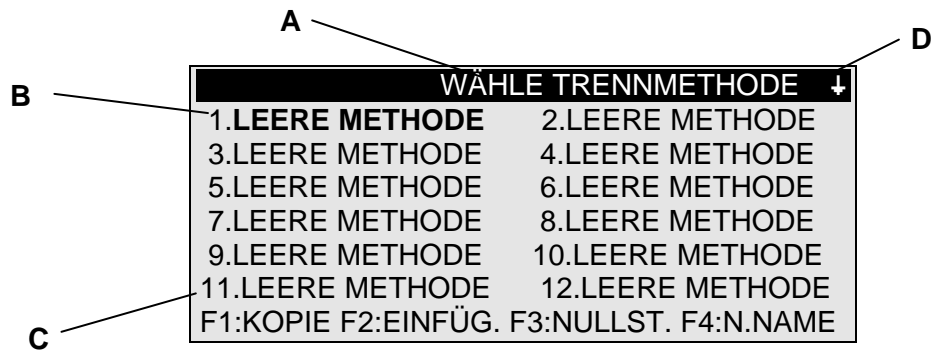 A
D
B
WÄHLE TRENNMETHODE
1.LEERE METHODE 2.LEERE METHODE
3.LEERE METHODE 4.LEERE METHODE
5.LEERE METHODE 6.LEERE METHODE
7.LEERE METHODE 8.LEERE METHODE
9.LEERE METHODE 10.LEERE METHODE
11.LEERE METHODE 12.LEERE METHODE
F1:KOPIE F2:EINFÜG. F3:NULLST. F4:N.NAME
C